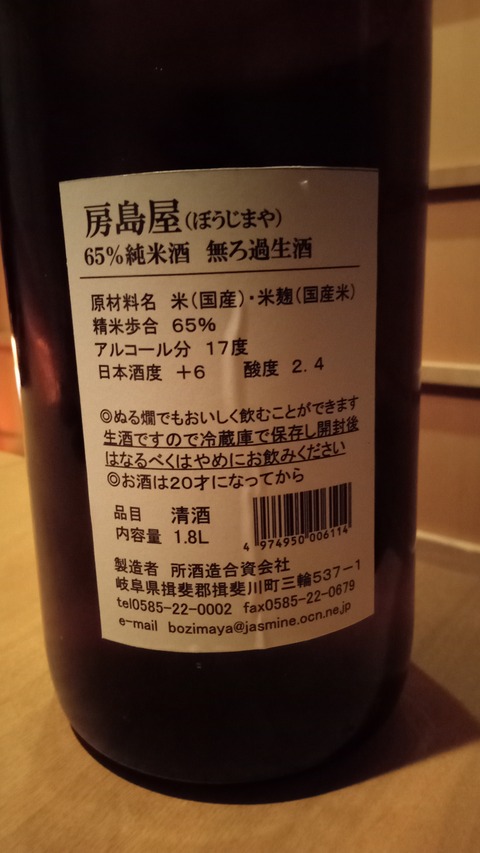 房島屋(ぼうじまや)
65%純米酒 無ろ過生酒
原材料名 米(国産)・米麹(国産米)
精米歩合 65%
アルコール分 17度
日本酒度 +6 酸度 2.4
◎ぬる燗でもおいしく飲むことができます
生酒ですので冷蔵庫で保存し開封後
はなるべくはやめにお飲みください
◎お酒は20才になってから
品目 清酒
内容量 1.8L
4 974950 006114
製造者 所酒造合資会社
岐阜県揖斐郡揖斐川町三輪537-1
tel0585-22-0002 fax0585-22-0679
e-mail bozimaya@jasmine.ocn.ne.jp